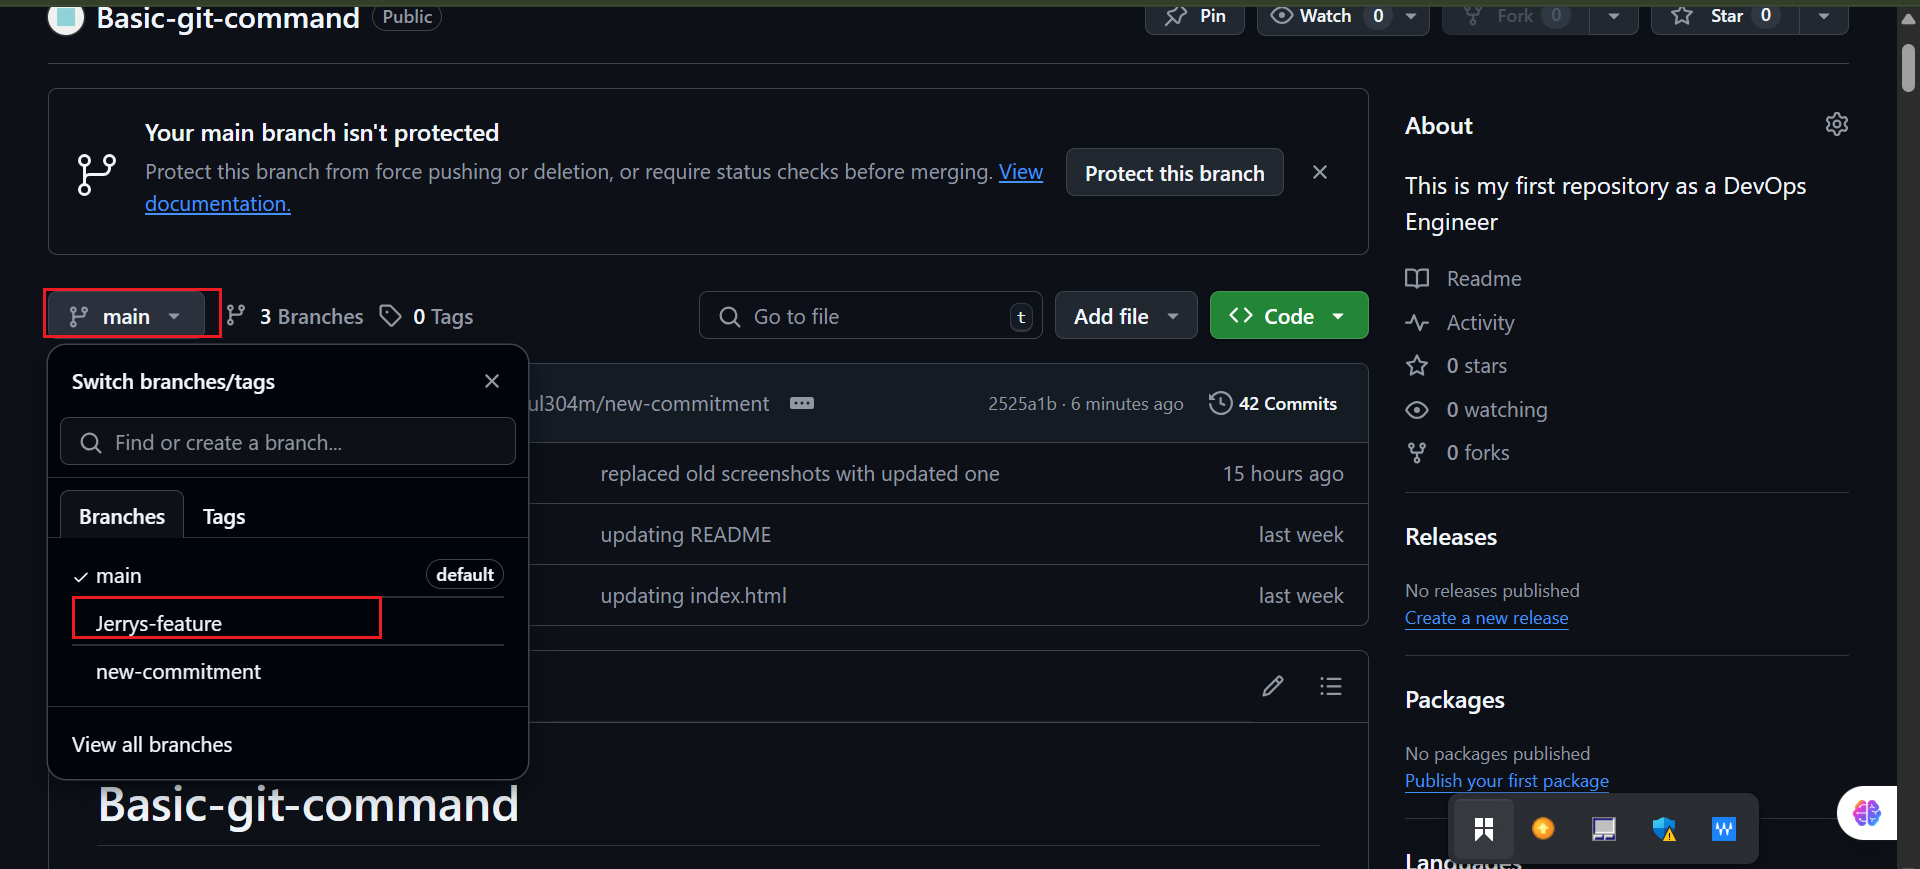 Basic-git-command Public
Pin
Watch 0
Fork 0
Star 0
Your main branch isn't protected
Protect this branch from force pushing or deletion, or require status checks before merging. View
documentation.
Protect this branch
main
3 Branches
0 Tags
Go to file t
Add file
Code
Switch branches/tags
Find or create a branch...
Branches Tags
main default
Jerrys-feature
new-commitment
View all branches
ul304m/new-commitment
2525a1b · 6 minutes ago
42 Commits
replaced old screenshots with updated one 15 hours ago
updating README last week
updating index.html last week
Basic-git-command
About
This is my first repository as a DevOps
Engineer
Readme
Activity
0 stars
0 watching
0 forks
Releases
No releases published
Create a new release
Packages
No packages published
Publish your first package
Languages